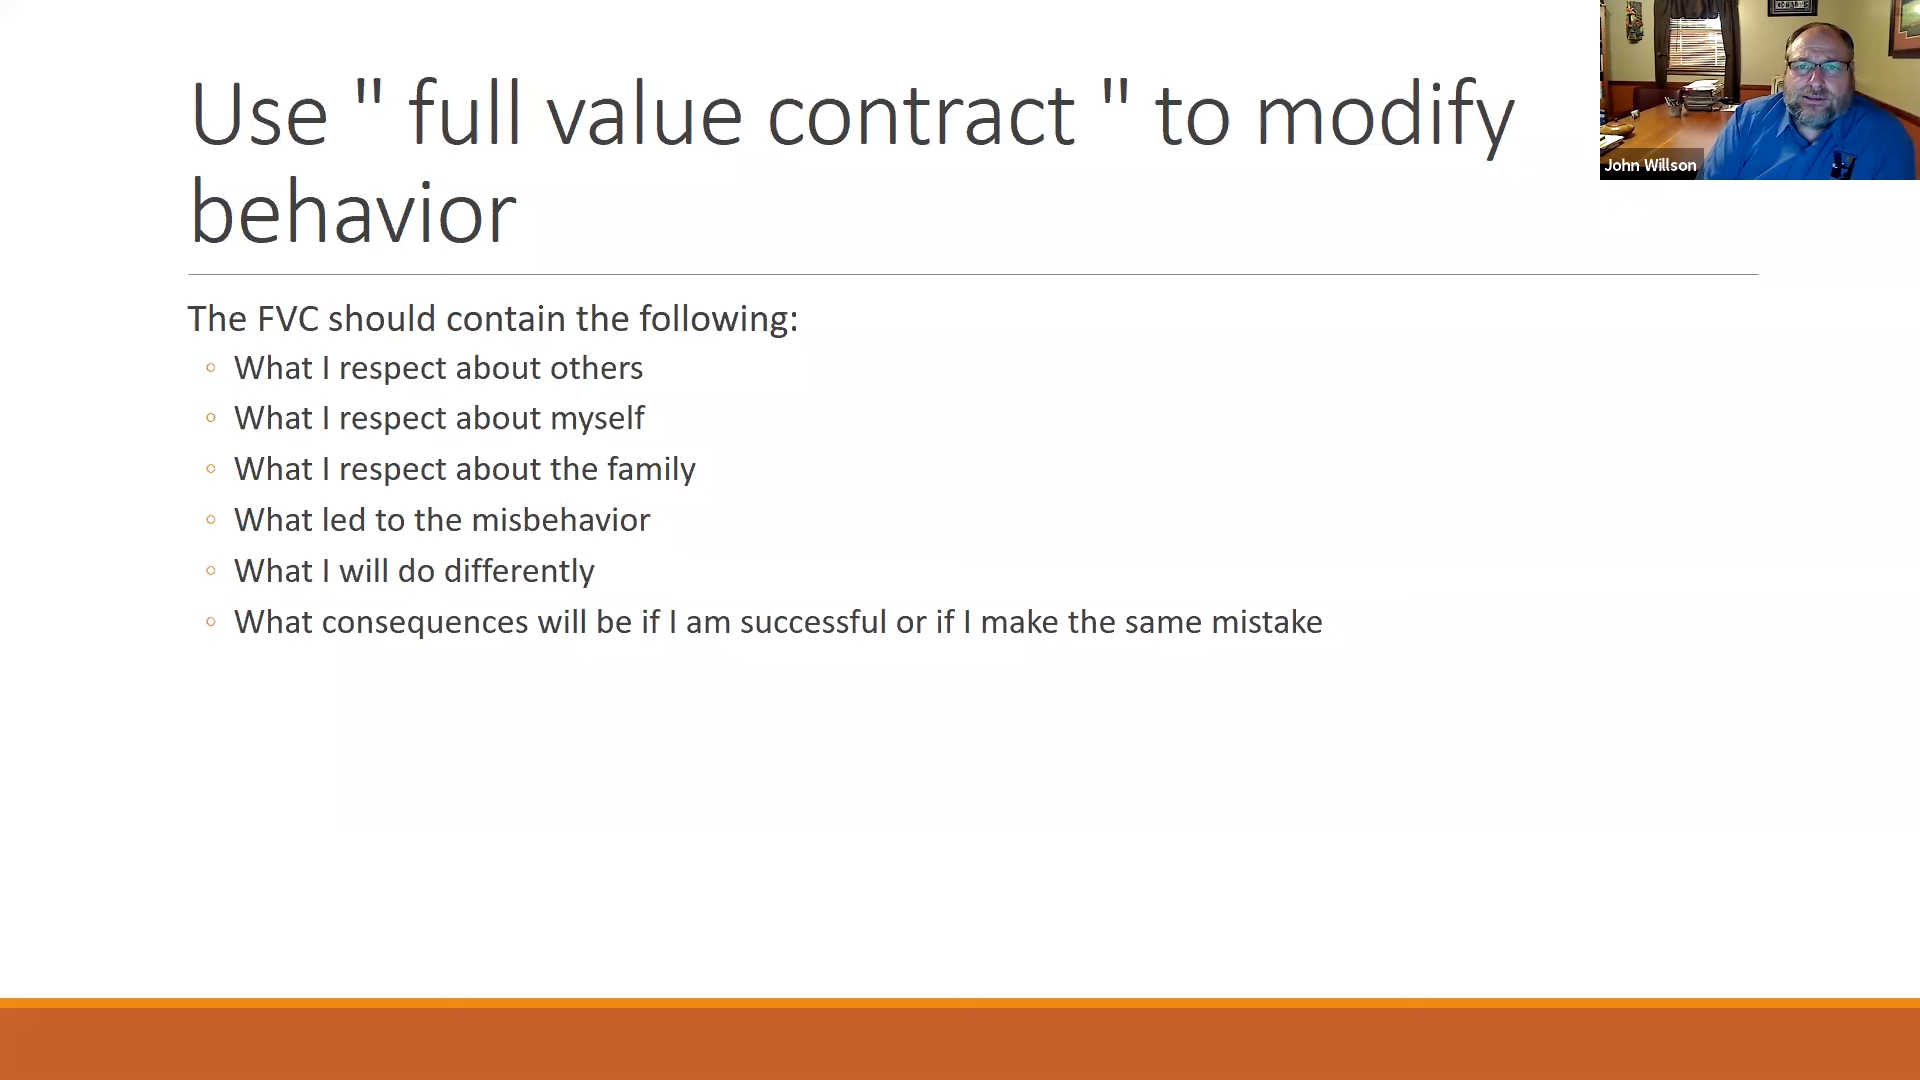 Use " full value contract " to modify
behavior
John Willson
The FVC should contain the following:
◦ What I respect about others
◦ What I respect about myself
◦ What I respect about the family
◦ What led to the misbehavior
◦ What I will do differently
◦ What consequences will be if I am successful or if I make the same mistake